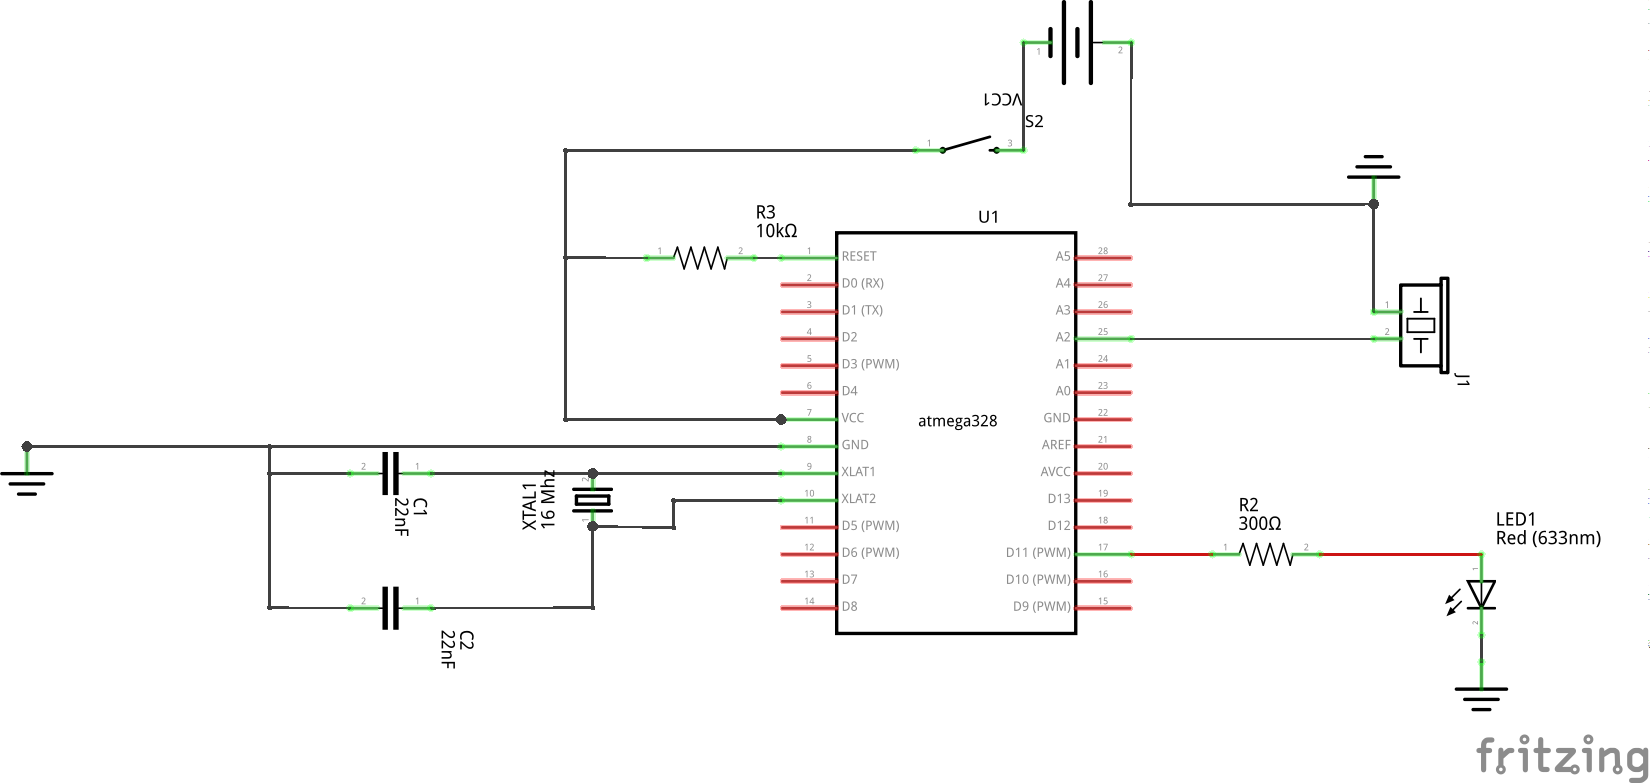 1
2
VCC1
S2
1
3
R3
10kΩ
U1
1
2
1
RESET
A5
28
2
D0 (RX)
A4
27
3
D1 (TX)
A3
26
1
4
D2
A2
25
2
5
D3 (PWM)
A1
24
J1
6
D4
A0
23
7
VCC
atmega328
GND
22
8
GND
AREF
21
2
1
9
XLAT1
AVCC
20
C1
22nF
XTAL1
16 Mhz
2
1
10
XLAT2
D13
19
11
D5 (PWM)
D12
18
R2
300Ω
LED1
Red (633nm)
12
D6 (PWM)
D11 (PWM)
17
1
2
1
13
D7
D10 (PWM)
16
2
1
14
D8
D9 (PWM)
15
2
C2
22nF
fritzing